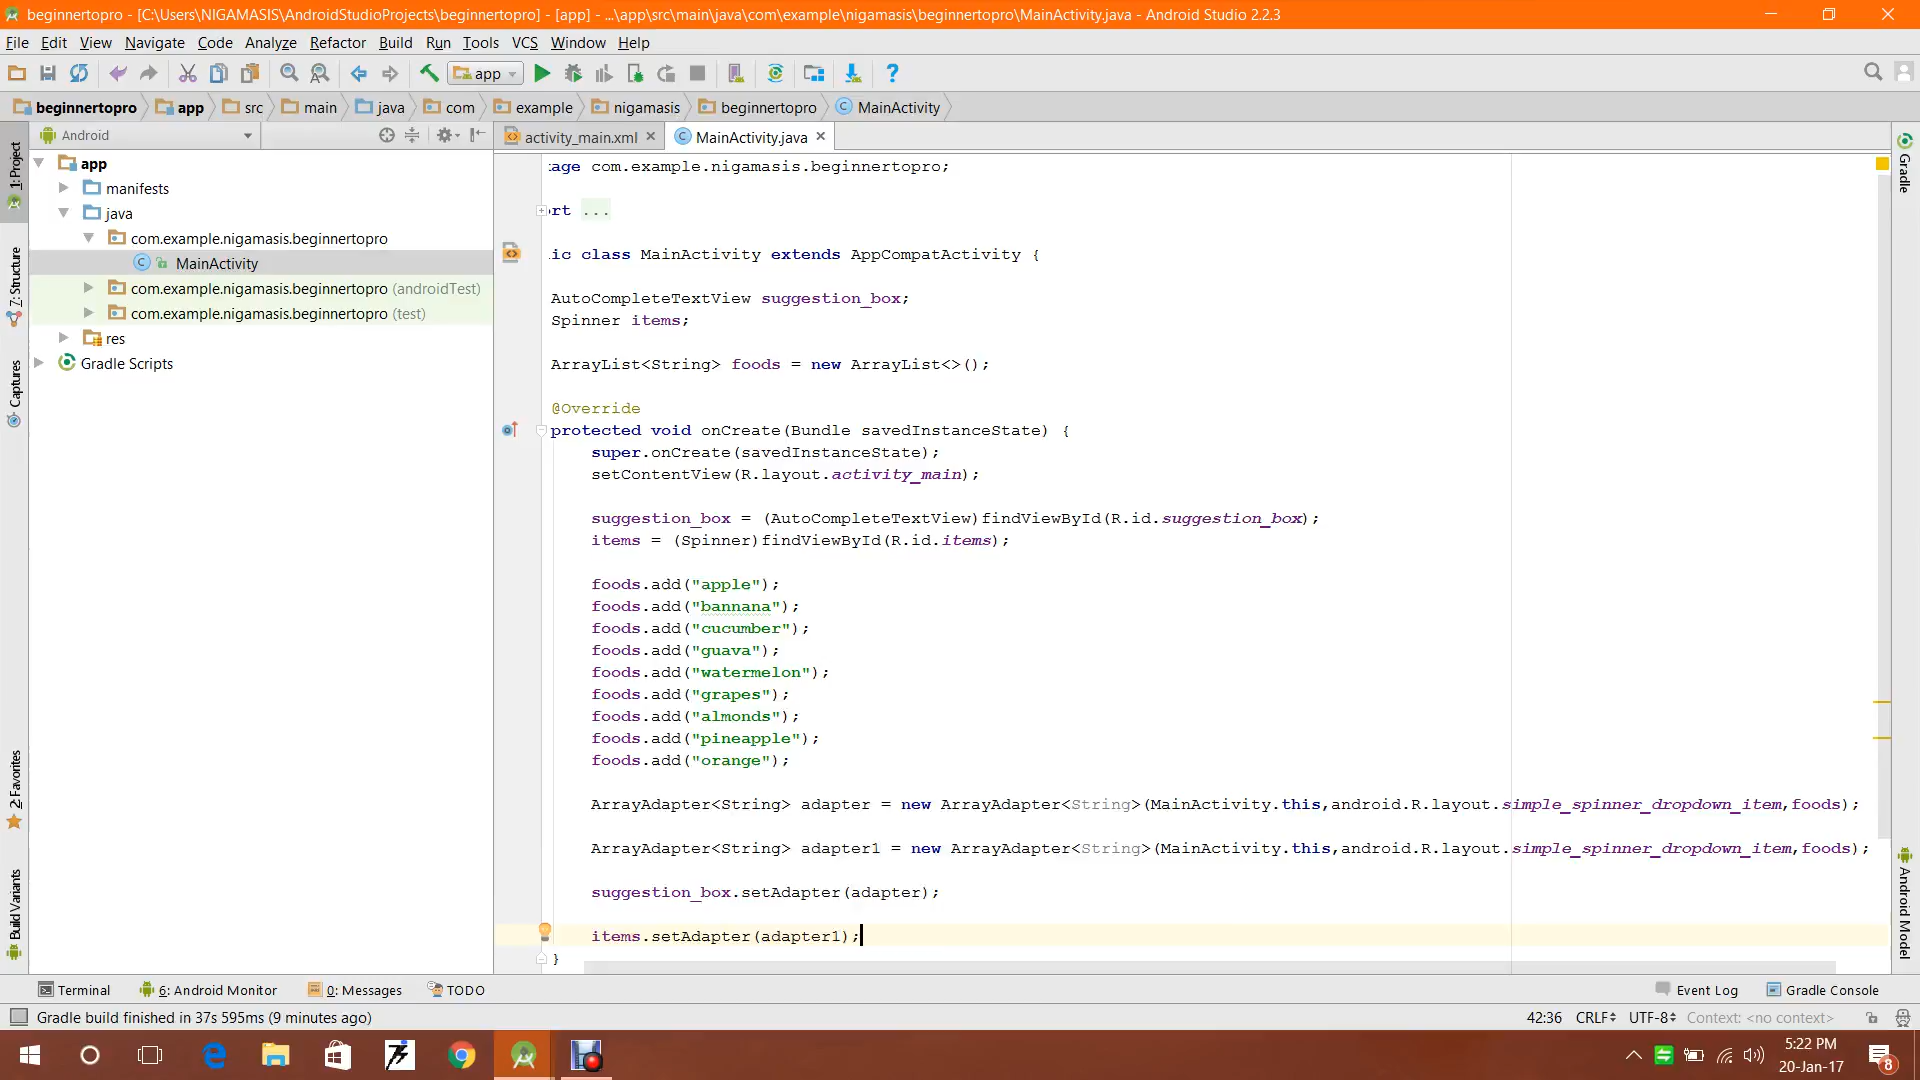 beginnertopro - [C:\Users\NIGAMASIS\AndroidStudioProjects\beginnertopro] - [app] - ...\app\src\main\java\com\example\nigamasis\beginnertopro\MainActivity.java - Android Studio 2.2.3
File Edit View Navigate Code Analyze Refactor Build Run Tools VCS Window Help
app
beginnertopro app src main java com example nigamasis beginnertopro MainActivity
Android
activity_main.xml MainActivity.java
1: Project
7: Structure
Captures
2: Favorites
Build Variants
app
manifests
java
com.example.nigamasis.beginnertopro
MainActivity
com.example.nigamasis.beginnertopro (androidTest)
com.example.nigamasis.beginnertopro (test)
res
Gradle Scripts
age com.example.nigamasis.beginnertopro;
rt ...
ic class MainActivity extends AppCompatActivity {
AutoCompleteTextView suggestion_box;
Spinner items;
ArrayList<String> foods = new ArrayList<>();
@Override
protected void onCreate(Bundle savedInstanceState) {
super.onCreate(savedInstanceState);
setContentView(R.layout.activity_main);
suggestion_box = (AutoCompleteTextView)findViewById(R.id.suggestion_box);
items = (Spinner)findViewById(R.id.items);
foods.add("apple");
foods.add("bannana");
foods.add("cucumber");
foods.add("guava");
foods.add("watermelon");
foods.add("grapes");
foods.add("almonds");
foods.add("pineapple");
foods.add("orange");
ArrayAdapter<String> adapter = new ArrayAdapter<String>(MainActivity.this,android.R.layout.simple_spinner_dropdown_item,foods);
ArrayAdapter<String> adapter1 = new ArrayAdapter<String>(MainActivity.this,android.R.layout.simple_spinner_dropdown_item,foods);
suggestion_box.setAdapter(adapter);
items.setAdapter(adapter1);
}
Gradle
Android Model
Terminal 6: Android Monitor 0: Messages TODO Event Log Gradle Console
Gradle build finished in 37s 595ms (9 minutes ago) 42:36 CRLF UTF-8 Context: <no context>
5:22 PM
20-Jan-17
8